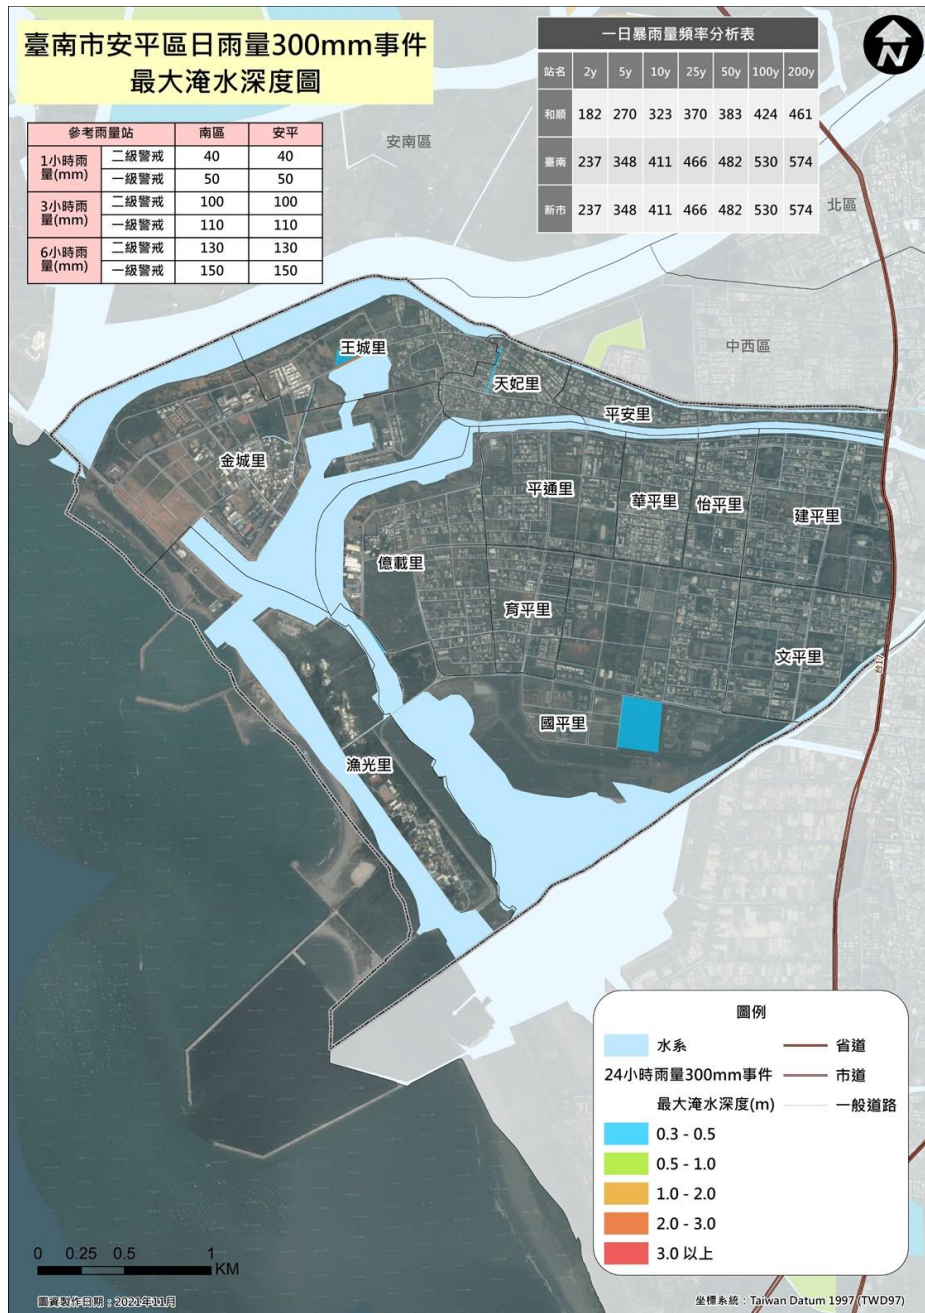 臺南市安平區日雨量300mm事件
最大淹水深度圖
一日暴雨量頻率分析表
站名 2y 5y 10y 25y 50y 100y 200y
和順 182 270 323 370 383 424 461
臺南 237 348 411 466 482 530 574
新市 237 348 411 466 482 530 574
N
參考雨量站 南區 安平
1小時雨量(mm) 二級警戒 40 40
一級警戒 50 50
3小時雨量(mm) 二級警戒 100 100
一級警戒 110 110
6小時雨量(mm) 二級警戒 130 130
一級警戒 150 150
安南區
北區
中西區
王城里
天妃里
平安里
金城里
平通里
華平里
怡平里
建平里
億載里
育平里
文平里
台17
國平里
漁光里
圖例
水系
省道
24小時雨量300mm事件
市道
最大淹水深度(m)
一般道路
0.3 - 0.5
0.5 - 1.0
1.0 - 2.0
2.0 - 3.0
3.0 以上
0 0.25 0.5 1
KM
圖資製作日期：2021年11月
坐標系統：Taiwan Datum 1997 (TWD97)